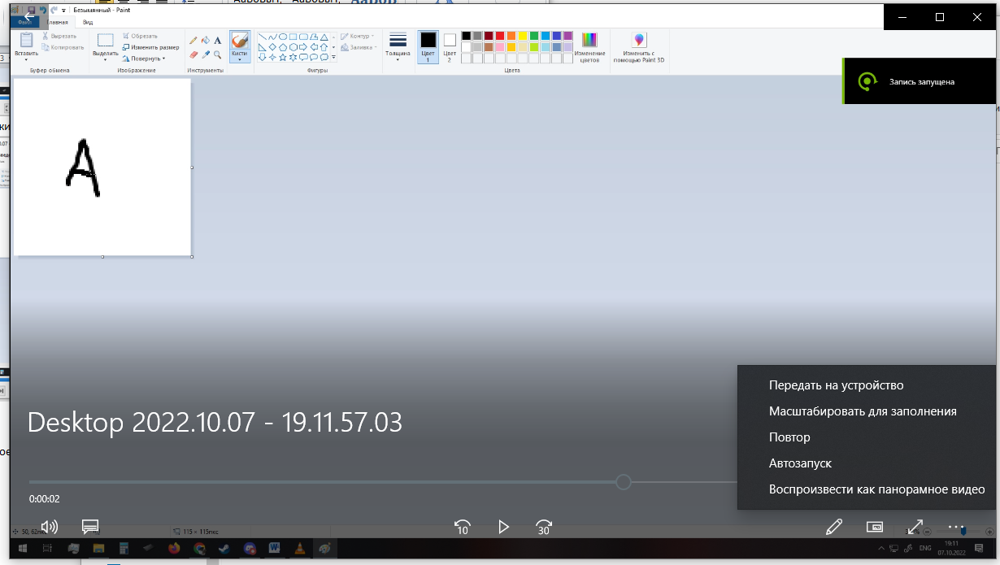 Безымянный - Paint
Файл Главная Вид
Вставить
Вырезать
Копировать
Буфер обмена
Выделить
Обрезать
Изменить размер
Повернуть
Изображение
Инструменты
Кисти
Контур
Заливка
Фигуры
Толщина
Цвет 1
Цвет 2
Изменение цветов
Цвета
Изменить с помощью Paint 3D
Запись запущена
A
Передать на устройство
Масштабировать для заполнения
Повтор
Автозапуск
Воспроизвести как панорамное видео
Desktop 2022.10.07 - 19.11.57.03
0:00:02
10
30
115 × 115пкс
ENG
19:11
07.10.2022